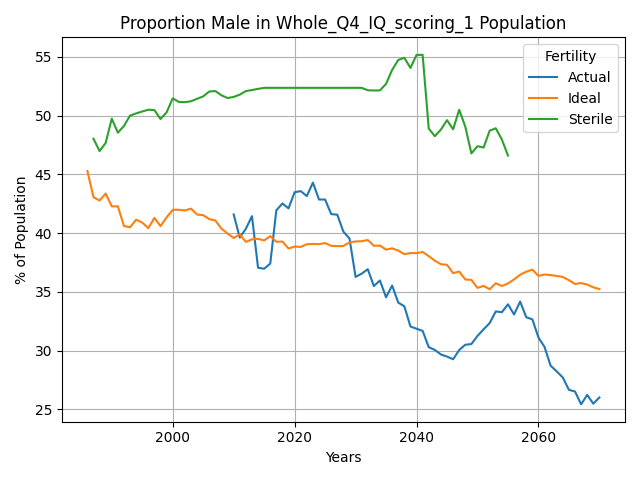 Proportion Male in Whole_Q4_IQ_scoring_1 Population
Fertility
Actual
Ideal
Sterile
% of Population
55
50
45
40
35
30
25
2000
2020
2040
2060
Years